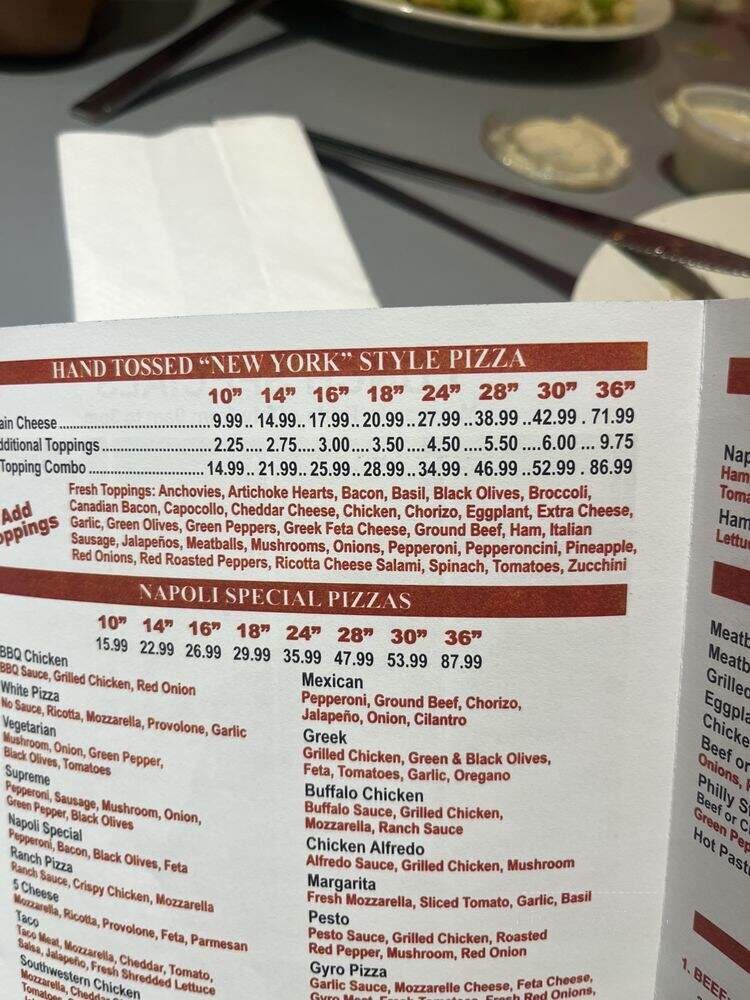 HAND TOSSED “NEW YORK” STYLE PIZZA
10” 14” 16” 18” 24” 28” 30” 36”
ain Cheese 9.99 14.99 17.99 20.99 27.99 38.99 42.99 71.99
dditional Toppings 2.25 2.75 3.00 3.50 4.50 5.50 6.00 9.75
Topping Combo 14.99 21.99 25.99 28.99 34.99 46.99 52.99 86.99
Add
oppings
Fresh Toppings: Anchovies, Artichoke Hearts, Bacon, Basil, Black Olives, Broccoli,
Canadian Bacon, Capocollo, Cheddar Cheese, Chicken, Chorizo, Eggplant, Extra Cheese,
Garlic, Green Olives, Green Peppers, Greek Feta Cheese, Ground Beef, Ham, Italian
Sausage, Jalapeños, Meatballs, Mushrooms, Onions, Pepperoni, Pepperoncini, Pineapple,
Red Onions, Red Roasted Peppers, Ricotta Cheese Salami, Spinach, Tomatoes, Zucchini
NAPOLI SPECIAL PIZZAS
10” 14” 16” 18” 24” 28” 30” 36”
15.99 22.99 26.99 29.99 35.99 47.99 53.99 87.99
BBQ Chicken
BBQ Sauce, Grilled Chicken, Red Onion
White Pizza
No Sauce, Ricotta, Mozzarella, Provolone, Garlic
Vegetarian
Mushroom, Onion, Green Pepper,
Black Olives, Tomatoes
Supreme
Pepperoni, Sausage, Mushroom, Onion,
Green Pepper, Black Olives
Napoli Special
Pepperoni, Bacon, Black Olives, Feta
Ranch Pizza
Ranch Sauce, Crispy Chicken, Mozzarella
5 Cheese
Mozzarella, Ricotta, Provolone, Feta, Parmesan
Taco
Taco Meat, Mozzarella, Cheddar, Tomato,
Salsa, Jalapeño, Fresh Shredded Lettuce
Southwestern Chicken
Mozzarella, Cheddar
Tomatoes
Mexican
Pepperoni, Ground Beef, Chorizo,
Jalapeño, Onion, Cilantro
Greek
Grilled Chicken, Green & Black Olives,
Feta, Tomatoes, Garlic, Oregano
Buffalo Chicken
Buffalo Sauce, Grilled Chicken,
Mozzarella, Ranch Sauce
Chicken Alfredo
Alfredo Sauce, Grilled Chicken, Mushroom
Margarita
Fresh Mozzarella, Sliced Tomato, Garlic, Basil
Pesto
Pesto Sauce, Grilled Chicken, Roasted
Red Pepper, Mushroom, Red Onion
Gyro Pizza
Garlic Sauce, Mozzarelle Cheese, Feta Cheese,
Gyro Meat, Fresh Tomatoes, Fresh Red Onions,
Nap
Ham
Toma
Ham
Lettu
Meatb
Meatb
Grilled
Eggpla
Chicke
Beef or
Onions,
Philly S
Beef or C
Green Pep
Hot Past
1. BEEF